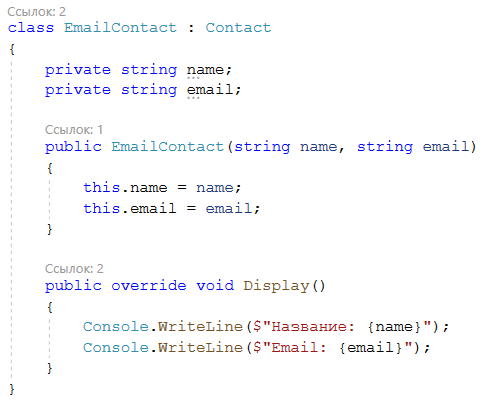 Ссылок: 2
class EmailContact : Contact
{
    private string name;
    private string email;

    Ссылок: 1
    public EmailContact(string name, string email)
    {
        this.name = name;
        this.email = email;
    }

    Ссылок: 2
    public override void Display()
    {
        Console.WriteLine($"Название: {name}");
        Console.WriteLine($"Email: {email}");
    }
}